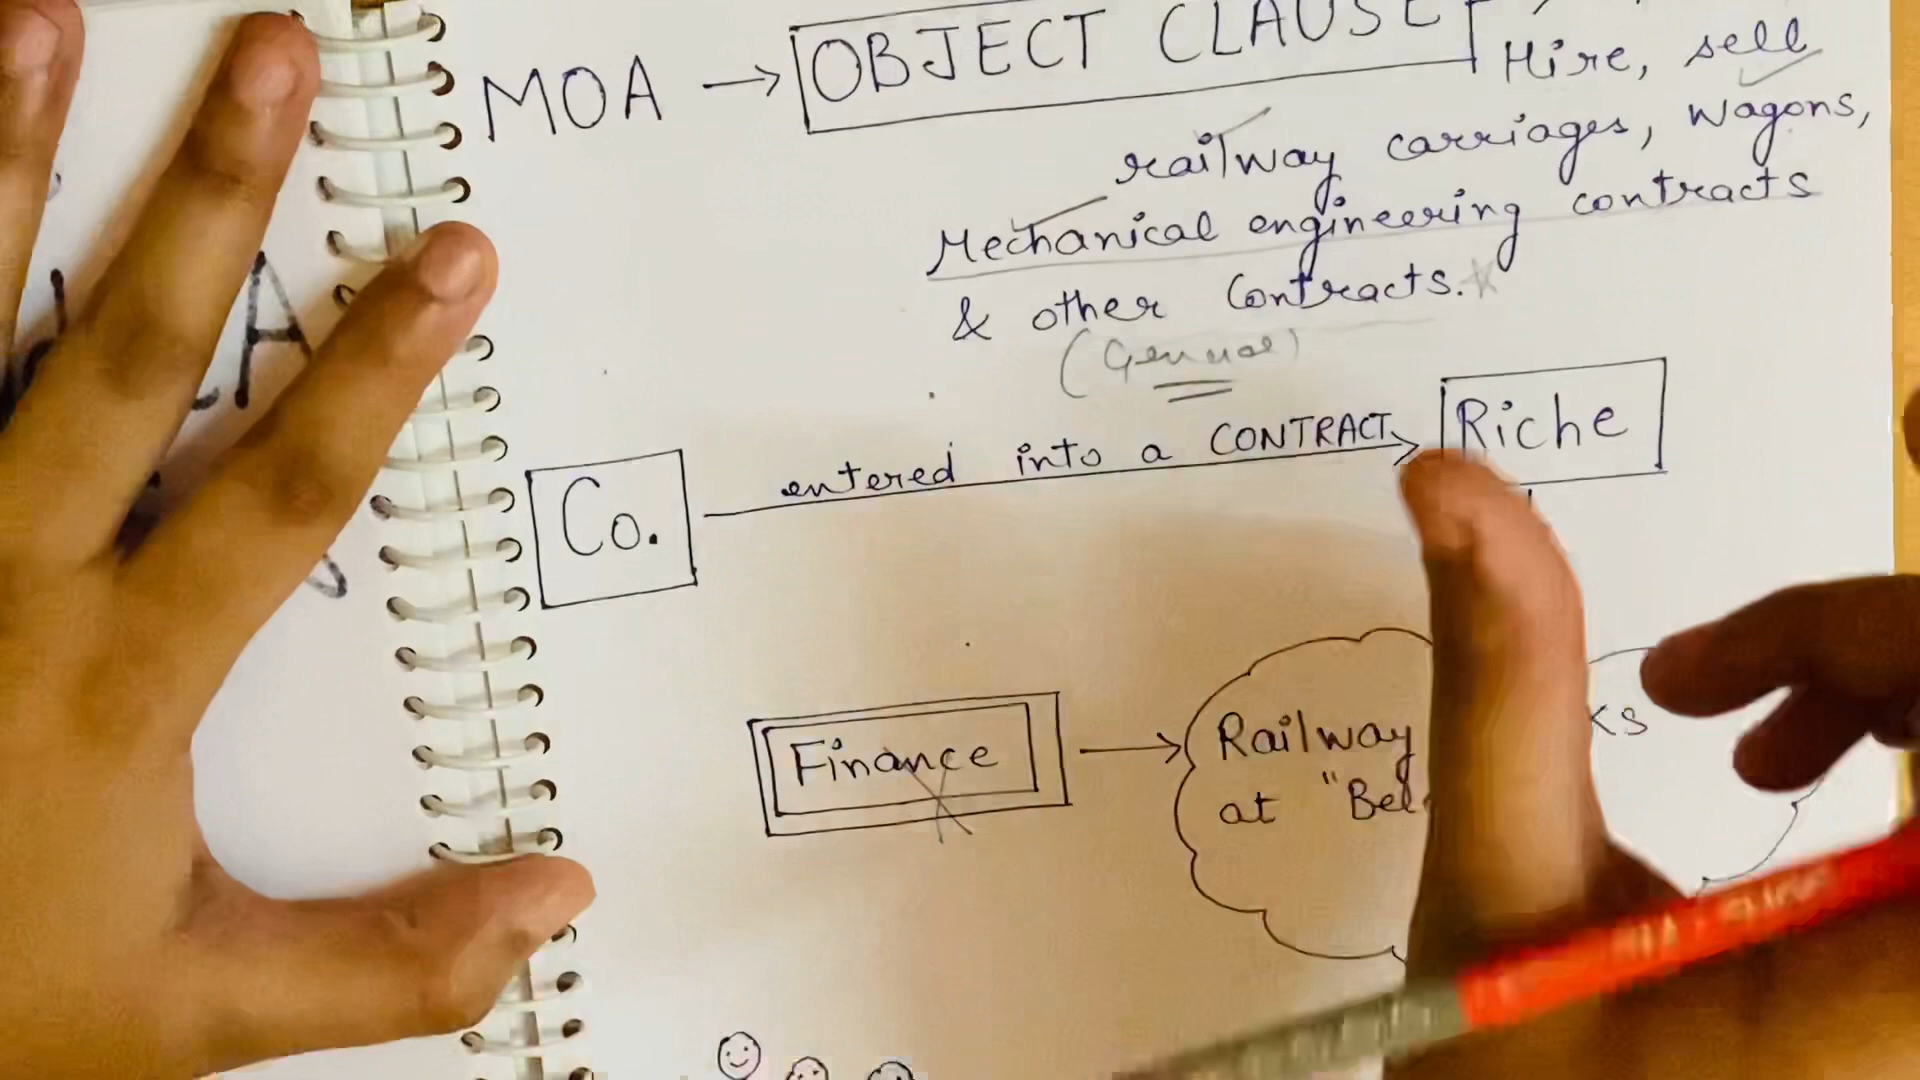 MOA → OBJECT CLAUSE
Hire, sell
railway carriages, wagons,
Mechanical engineering contracts
& other Contracts.
(General)
Co. entered into a CONTRACT → Riche
Finance → Railway
at "Bel